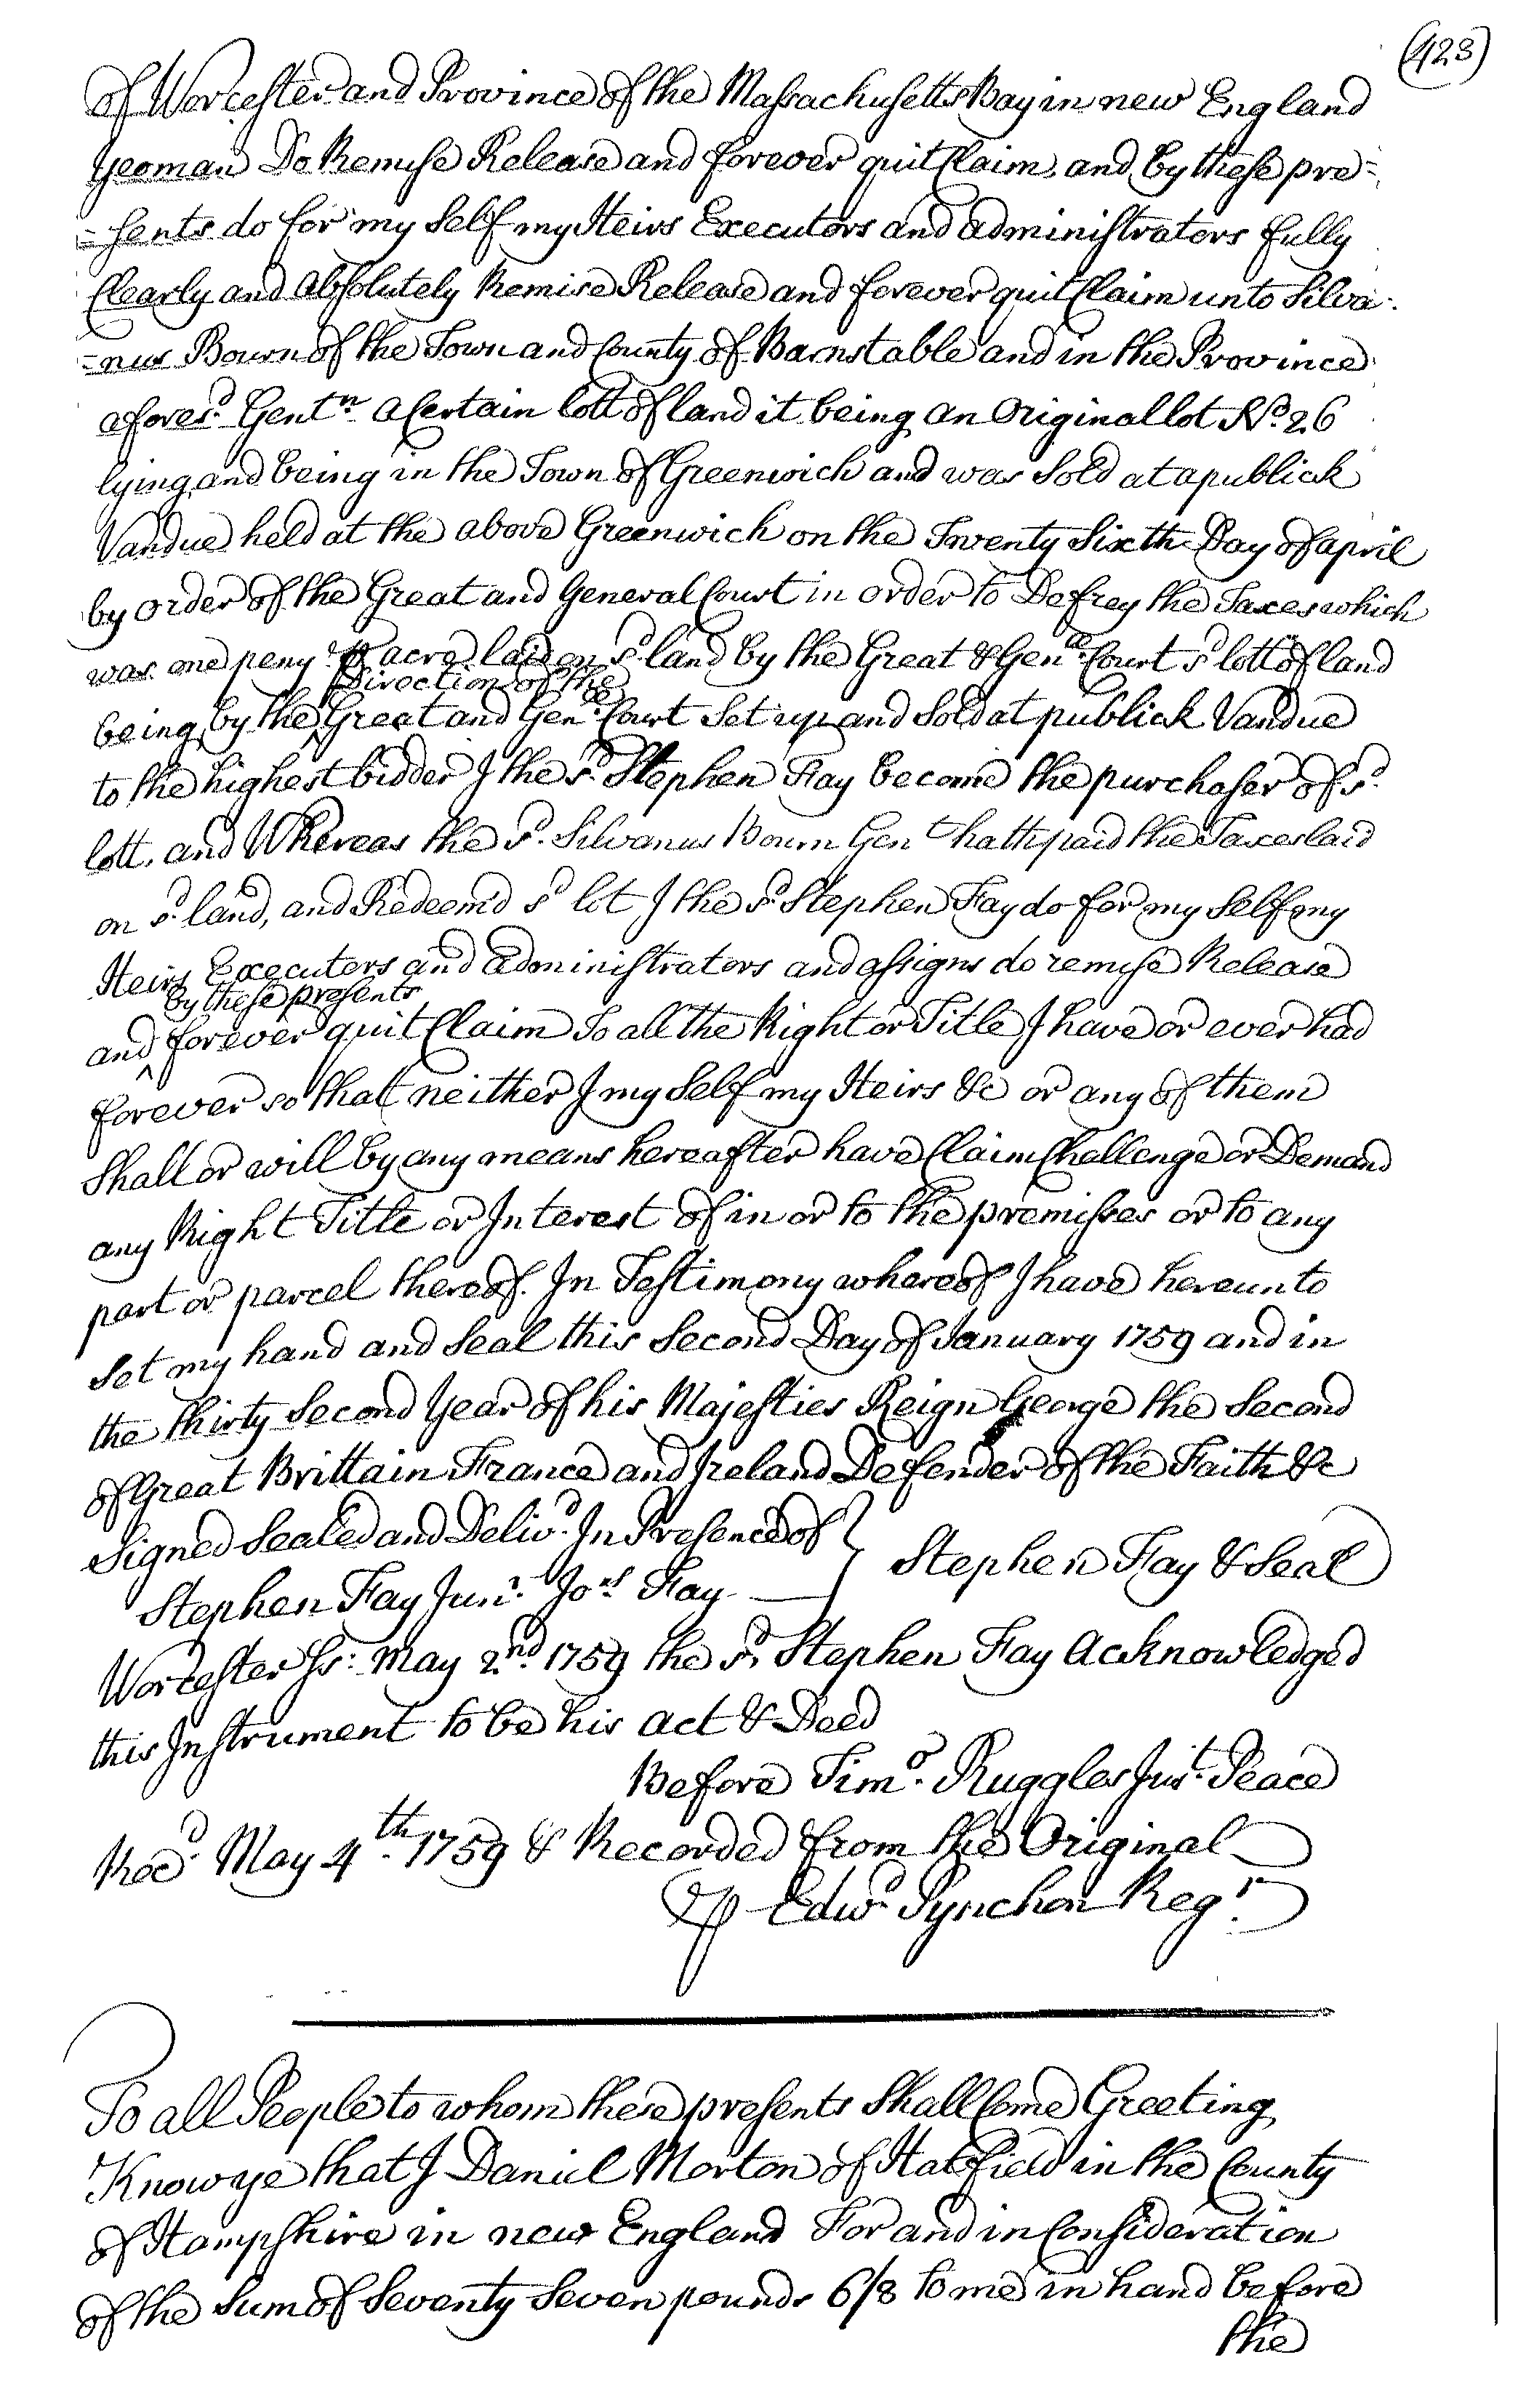 (423)
of Worcester and Province of the Massachusetts Bay in new England
yeoman Do Remise Release and forever quit Claim, and by these pre=
=sents do for my Self my Heirs Executors and administrators fully
Clearly and absolutely Remise Release and forever quit Claim unto Silva=
=nus Bourn of the Town and County of Barnstable and in the Province
afores.d Gent.n a Certain lott of land it being an Original lot N.o 26
lying and being in the Town of Greenwich and was Sold at a publick
Vandue held at the above Greenwich on the Twenty Sixth Day of april
by order of the Great and General Court in order to Defrey the Taxes which
was one peny p acre laid on s.d land by the Great & Gen.ll Court s.d lott of land
Direction of the
being by the ^ Great and Gen.ll Court Set up and Sold at publick Vandue
to the highest bidder I the s.d Stephen Fay become the purchaser of s.d
lott. and Whereas the s.d Silvanus Bourn Gen t hath paid the Taxes laid
on s.d land, and Redeem'd s.d lot I the s.d Stephen Fay do for my Self my
Heirs Executors and administrators and assigns do remise Release
by these presents
and ^ forever quit Claim To all the Right or Title I have or ever had
forever so that neither I my Self my Heirs &c or any of them
Shall or will by any means hereafter have Claim Challenge or Demand
any Right Title or Interest of in or to the premisses or to any
part or parcel thereof. In Testimony whereof I have hereunto
Set my hand and Seal this Second Day of January 1759 and in
the thirty Second Year of his Majesties Reign George the Second
of Great Brittain France and Ireland Defender of the Faith &c
Signed Sealed and Deliv.d In Presence of } Stephen Fay & Seal
Stephen Fay Jun.r Jo.s Fay
Worcester Ss: May 2.nd 1759 the s.d Stephen Fay Acknowledged
this Instrument to be his act & Deed
Before Tim.o Ruggles Jus.t Peace
Rec.d May 4.th 1759 & Recorded from the Original
p Edw.d Pynchon Reg.r
To all People to whom these presents Shall Come Greeting
Know ye that I Daniel Morton of Hatfield in the County
of Hampshire in new England For and in Consideration
of the Sum of Seventy Seven pounds 6/8 to me in hand before
the